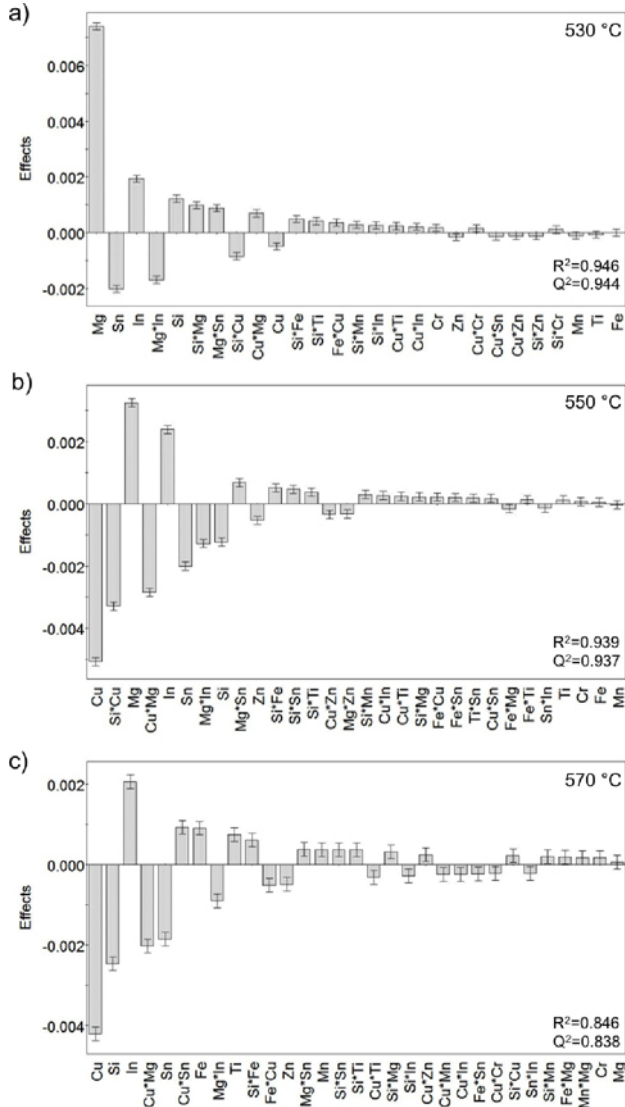 a)
530 °C
0.006
0.004
0.002
0.000
-0.002
Effects
R²=0.946
Q²=0.944
Mg Sn In Mg*In Si Si*Mg Mg*Sn Si*Cu Cu*Mg Cu Si*Fe Si*Ti Fe*Cu Si*Mn Si*In Cu*Ti Cu*In Cr Zn Cu*Cr Cu*Sn Cu*Zn Si*Zn Si*Cr Mn Ti Fe
b)
550 °C
0.002
0.000
-0.002
-0.004
Effects
R²=0.939
Q²=0.937
Cu Si*Cu Mg Cu*Mg In Sn Mg*In Si Mg*Sn Zn Si*Fe Si*Sn Si*Ti Cu*Zn Mg*Zn Si*Mn Cu*In Cu*Ti Si*Mg Fe*Cu Fe*Sn Ti*Sn Cu*Sn Fe*Mg Fe*Ti Sn*In Ti Cr Fe Mn
c)
570 °C
0.002
0.000
-0.002
-0.004
Effects
R²=0.846
Q²=0.838
Cu Si In Cu*Mg Sn Cu*Sn Fe Mg*In Ti Si*Fe Fe*Cu Zn Mg*Sn Mn Si*Sn Si*Ti Cu*Ti Si*Mg Si*In Cu*Zn Cu*Mn Cu*In Fe*Sn Cu*Cr Si*Cu Sn*In Si*Mn Fe*Mg Mn*Mg Cr Mg